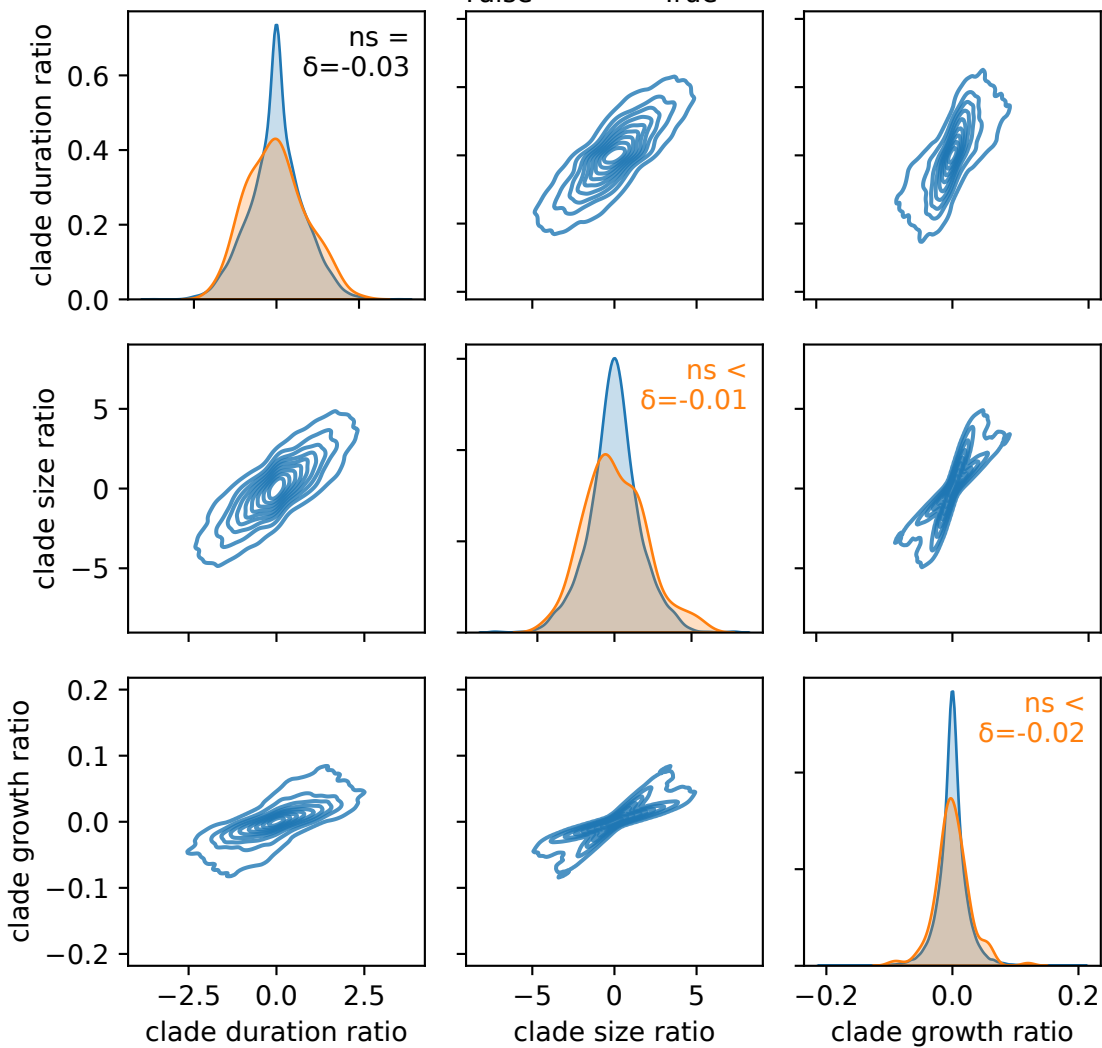 clade duration ratio
0.6
0.4
0.2
0.0
ns =
δ=-0.03
clade size ratio
5
0
−5
ns <
δ=-0.01
clade growth ratio
0.2
0.1
0.0
−0.1
−0.2
ns <
δ=-0.02
−2.5 0.0 2.5
−5 0 5
−0.2 0.0 0.2
clade duration ratio
clade size ratio
clade growth ratio